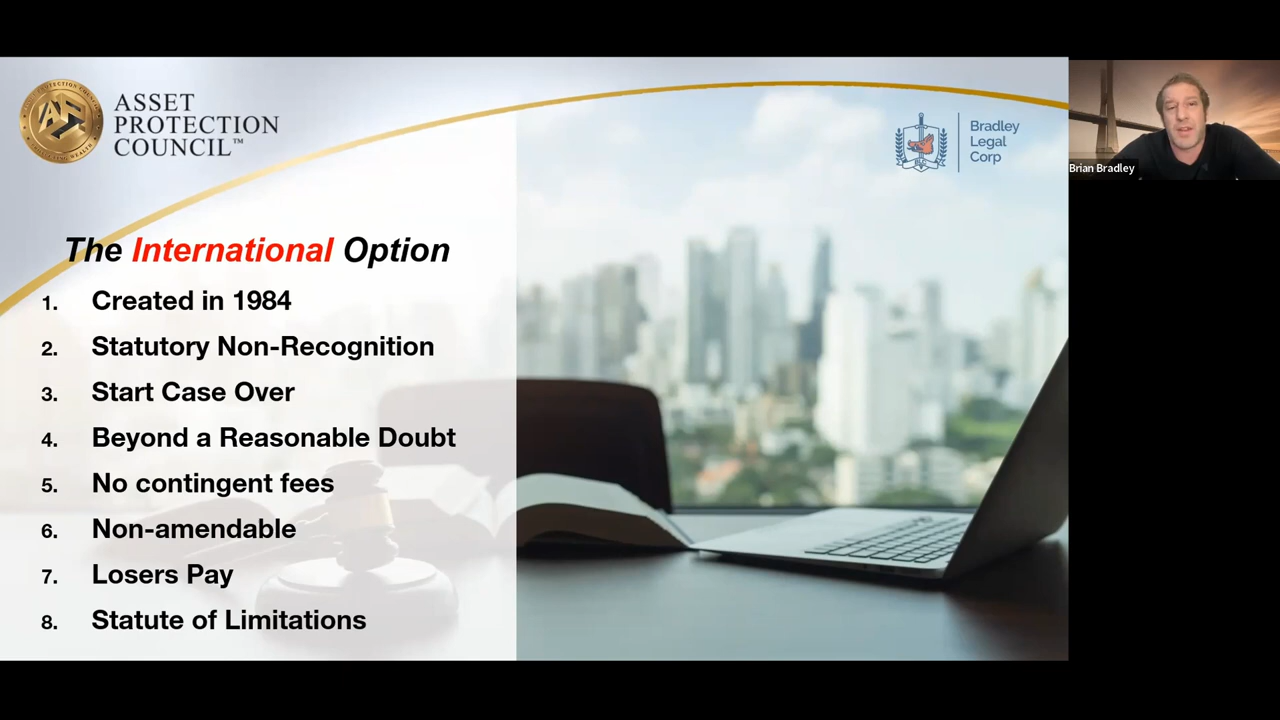 ASSET
PROTECTION
COUNCIL™
Bradley
Legal
Corp
Brian Bradley
The International Option
1. Created in 1984
2. Statutory Non-Recognition
3. Start Case Over
4. Beyond a Reasonable Doubt
5. No contingent fees
6. Non-amendable
7. Losers Pay
8. Statute of Limitations